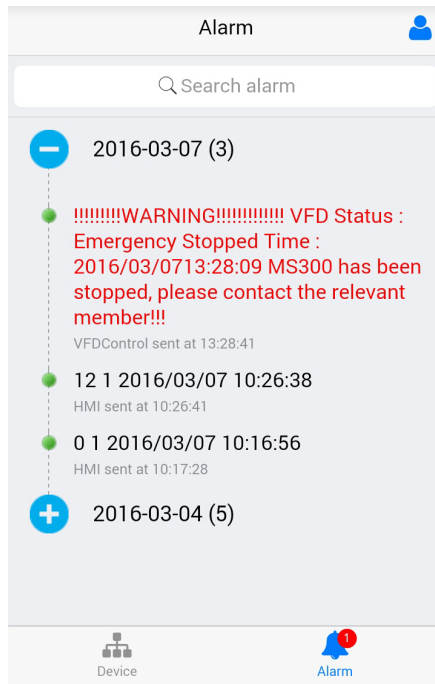 Alarm
Search alarm
2016-03-07 (3)
!!!!!!!!!WARNING!!!!!!!!!!!!! VFD Status :
Emergency Stopped Time :
2016/03/0713:28:09 MS300 has been
stopped, please contact the relevant
member!!!
VFDControl sent at 13:28:41
12 1 2016/03/07 10:26:38
HMI sent at 10:26:41
0 1 2016/03/07 10:16:56
HMI sent at 10:17:28
2016-03-04 (5)
1
Device
Alarm